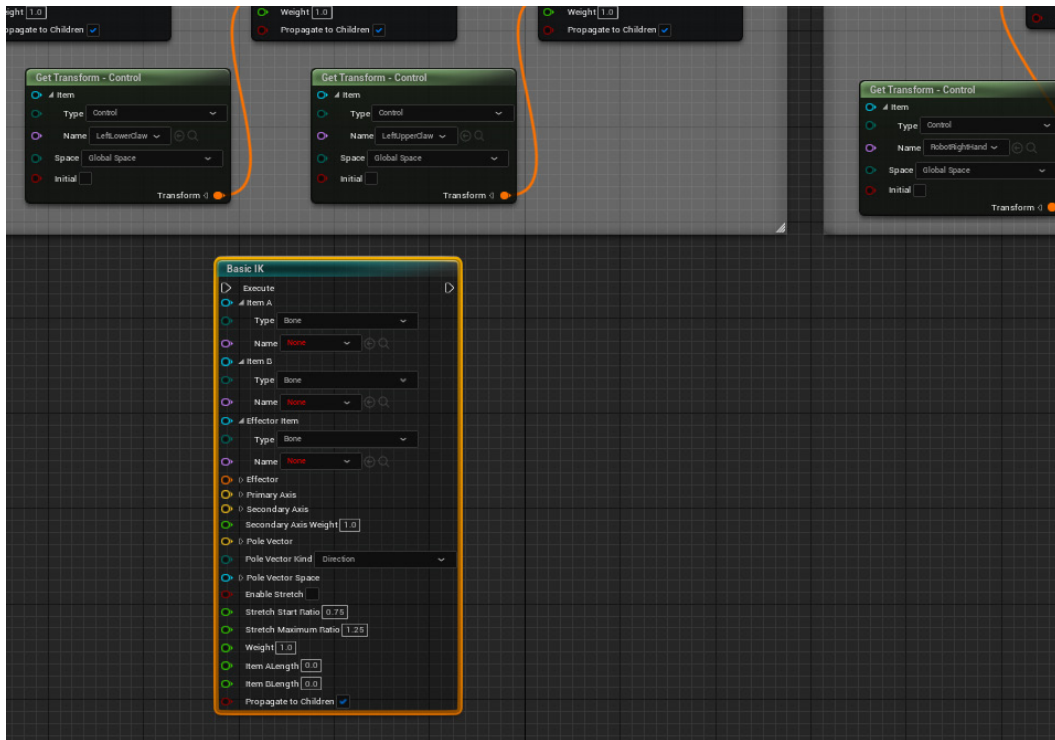 ight 1.0
opagate to Children
Weight 1.0
Propagate to Children
Weight 1.0
Propagate to Children
Get Transform - Control
Item
Type Control
Name LeftLowerClaw
Space Global Space
Initial
Transform
Get Transform - Control
Item
Type Control
Name LeftUpperClaw
Space Global Space
Initial
Transform
Get Transform - Control
Item
Type Control
Name RobotRightHand
Space Global Space
Initial
Transform
Basic IK
Execute
Item A
Type Bone
Name None
Item B
Type Bone
Name None
Effector Item
Type Bone
Name None
Effector
Primary Axis
Secondary Axis
Secondary Axis Weight 1.0
Pole Vector
Pole Vector Kind Direction
Pole Vector Space
Enable Stretch
Stretch Start Ratio 0.75
Stretch Maximum Ratio 1.25
Weight 1.0
Item ALength 0.0
Item BLength 0.0
Propagate to Children